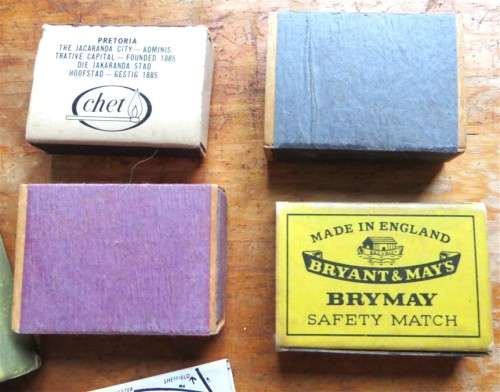 PRETORIA
THE JACARANDA CITY – ADMINIS-
TRATIVE CAPITAL – FOUNDED 1885
DIE JAKARANDA STAD
HOOFSTAD – GESTIG 1885
chet
MADE IN ENGLAND
BRYANT & MAY'S
BRYMAY
SAFETY MATCH
SHEFFIELD